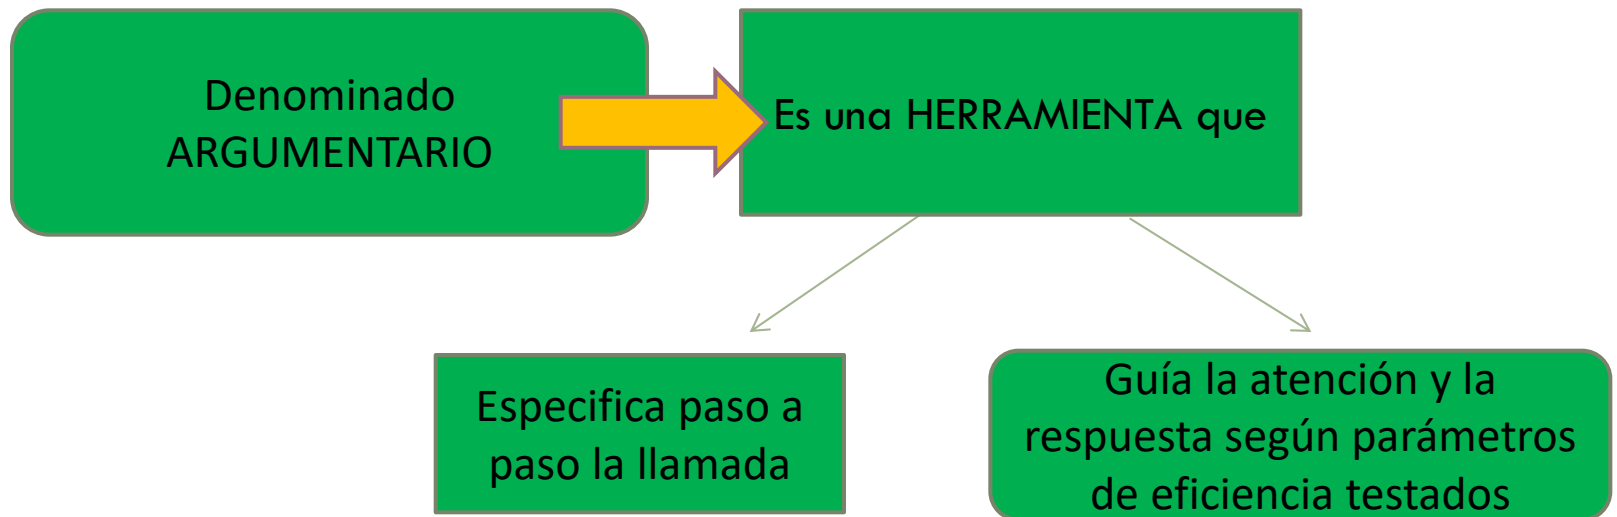 Denominado
ARGUMENTARIO
Es una HERRAMIENTA que
Especifica paso a
paso la llamada
Guía la atención y la
respuesta según parámetros
de eficiencia testados